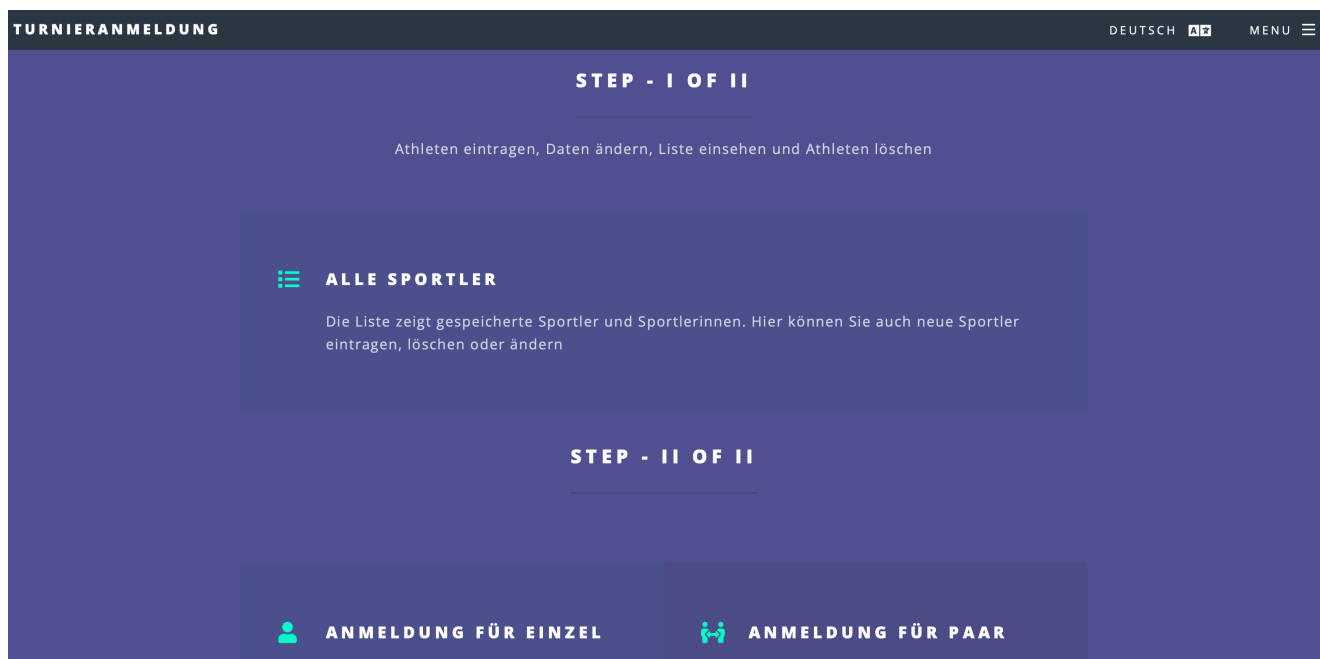 TURNIERANMELDUNG
DEUTSCH
MENU
STEP - I OF II
Athleten eintragen, Daten ändern, Liste einsehen und Athleten löschen
ALLE SPORTLER
Die Liste zeigt gespeicherte Sportler und Sportlerinnen. Hier können Sie auch neue Sportler
eintragen, löschen oder ändern
STEP - II OF II
ANMELDUNG FÜR EINZEL
ANMELDUNG FÜR PAAR